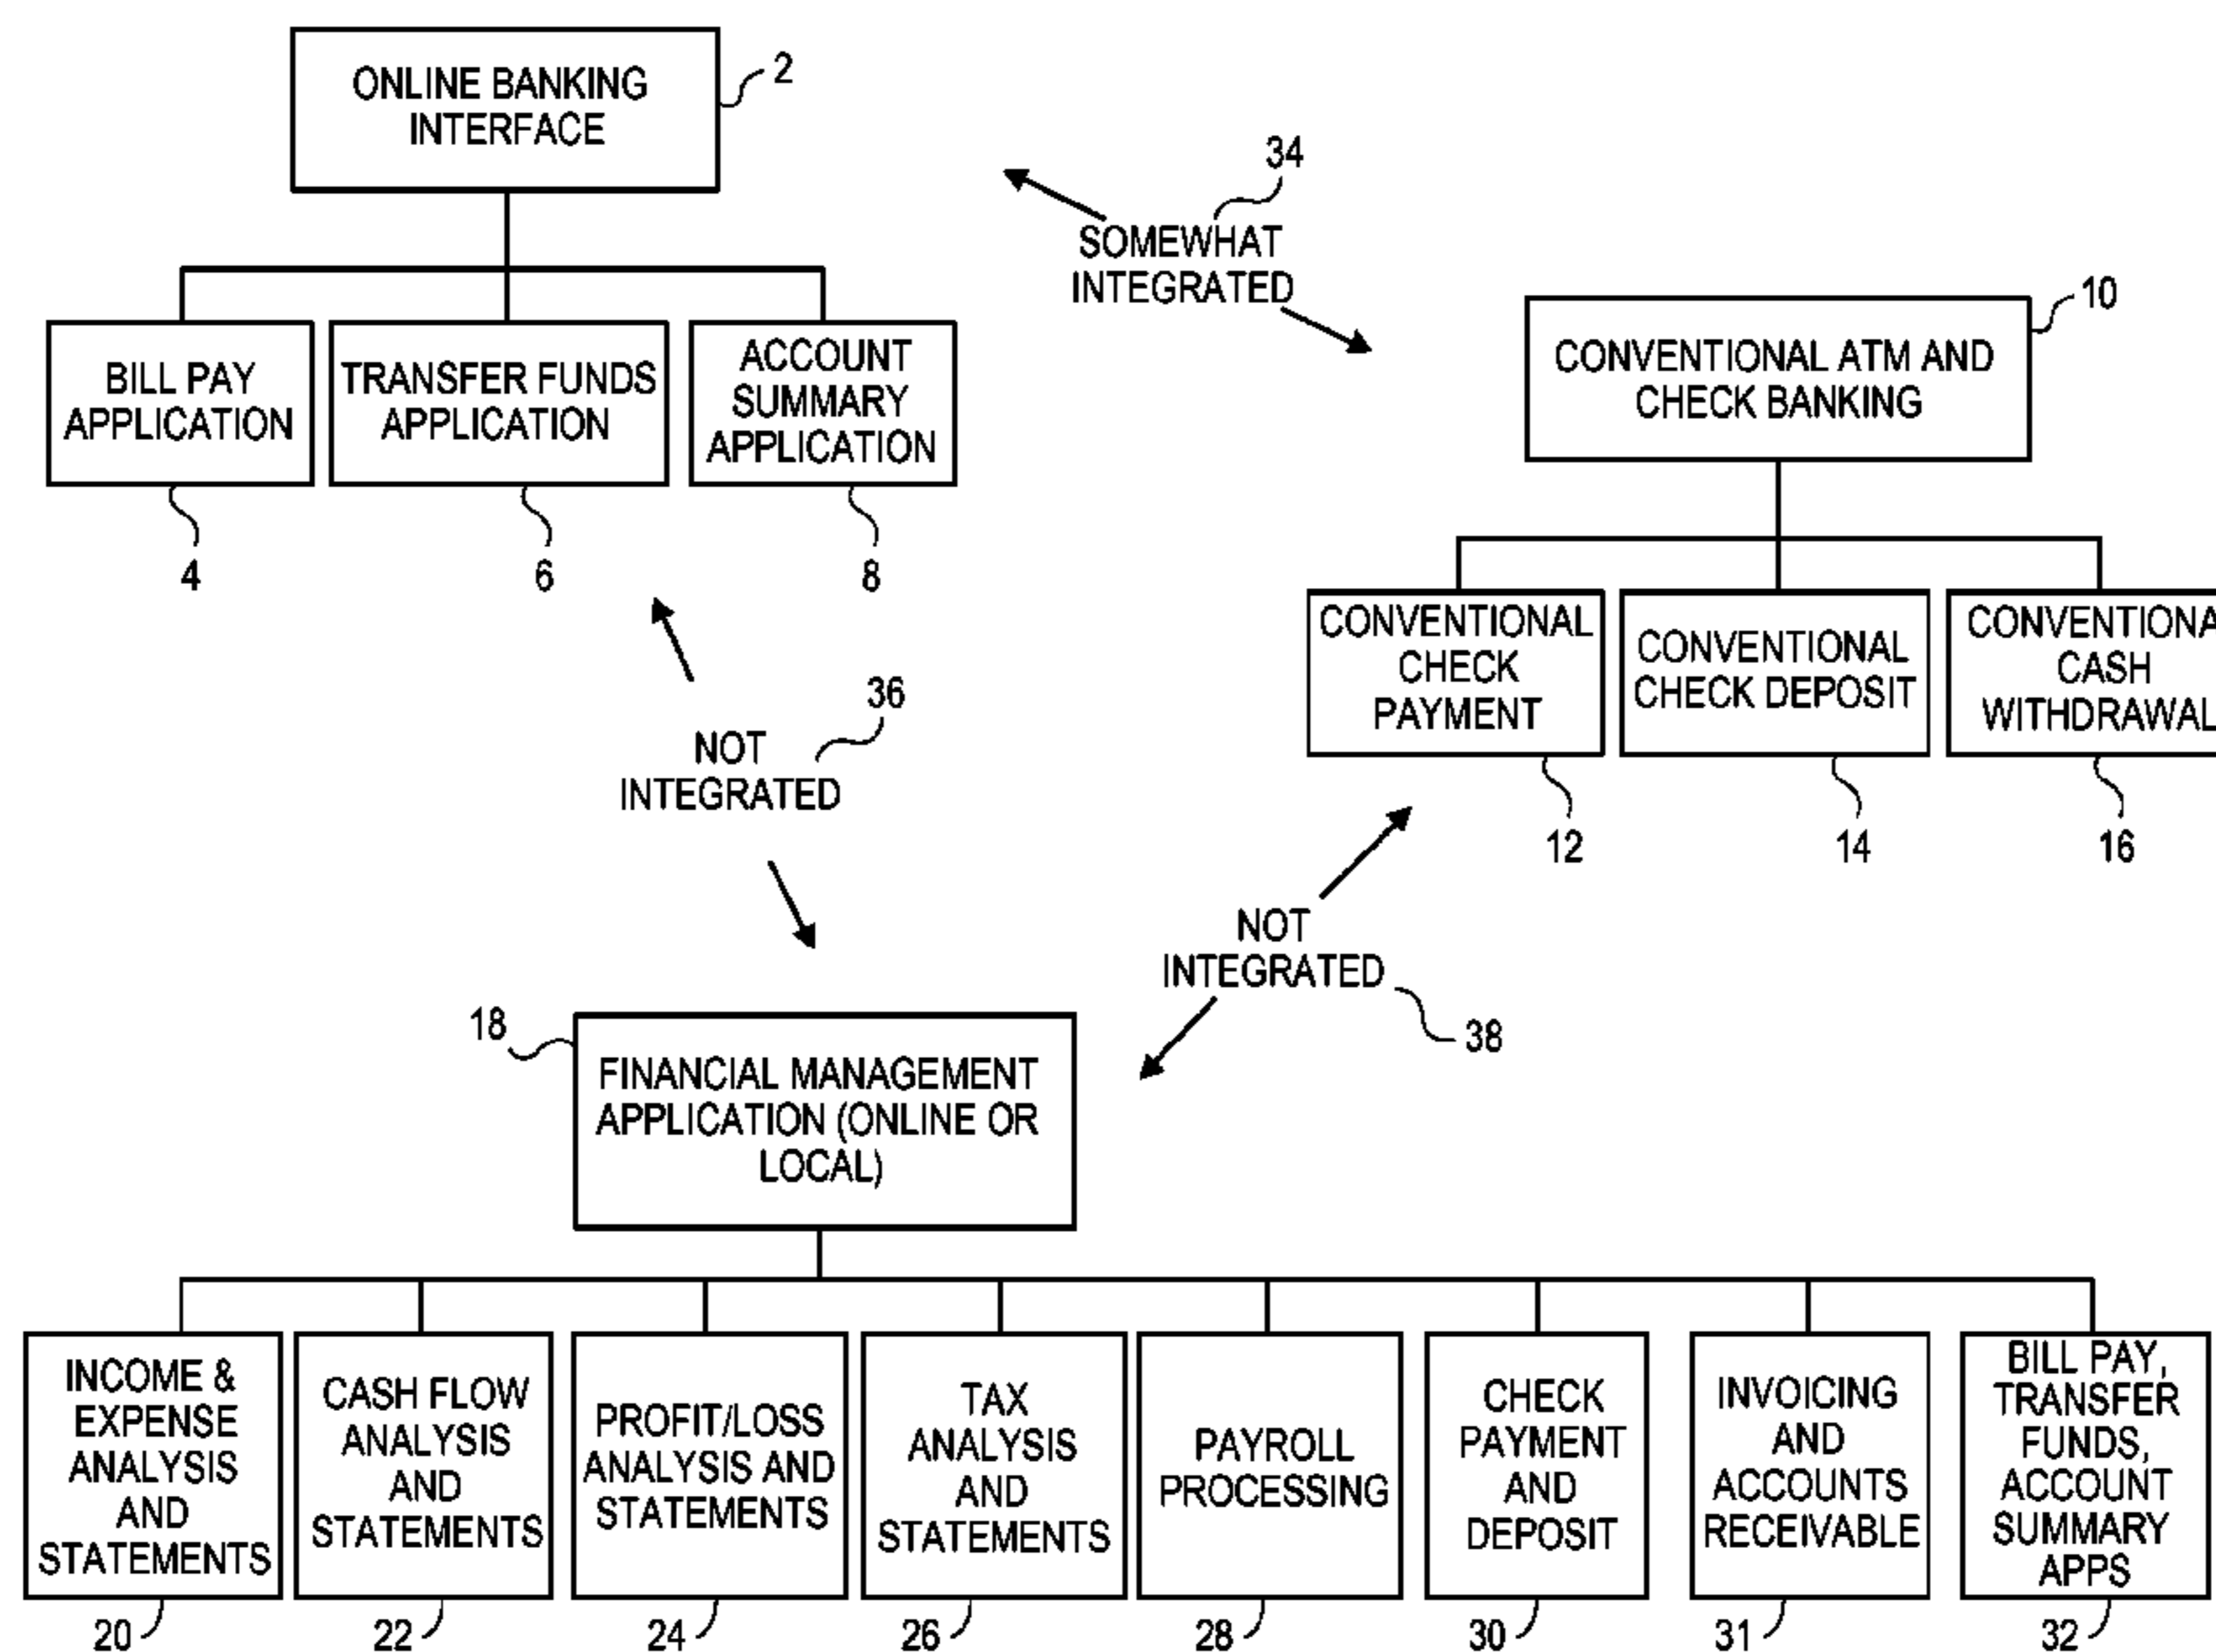 ONLINE BANKING
INTERFACE
2
BILL PAY
APPLICATION
4
TRANSFER FUNDS
APPLICATION
6
ACCOUNT
SUMMARY
APPLICATION
8
34
SOMEWHAT
INTEGRATED
10
CONVENTIONAL ATM AND
CHECK BANKING
CONVENTIONAL
CHECK
PAYMENT
12
CONVENTIONAL
CHECK DEPOSIT
14
CONVENTIONA
CASH
WITHDRAWAL
16
36
NOT
INTEGRATED
NOT
INTEGRATED
38
18
FINANCIAL MANAGEMENT
APPLICATION (ONLINE OR
LOCAL)
INCOME &
EXPENSE
ANALYSIS
AND
STATEMENTS
20
CASH FLOW
ANALYSIS
AND
STATEMENTS
22
PROFIT/LOSS
ANALYSIS AND
STATEMENTS
24
TAX
ANALYSIS
AND
STATEMENTS
26
PAYROLL
PROCESSING
28
CHECK
PAYMENT
AND
DEPOSIT
30
INVOICING
AND
ACCOUNTS
RECEIVABLE
31
BILL PAY,
TRANSFER
FUNDS,
ACCOUNT
SUMMARY
APPS
32